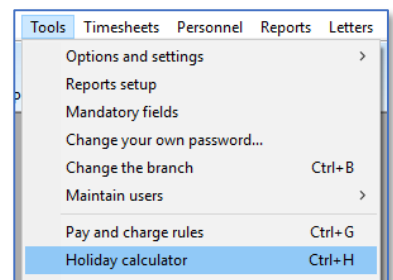 Tools Timesheets Personnel Reports Letters
Options and settings >
Reports setup
Mandatory fields
Change your own password...
Change the branch Ctrl+B
Maintain users >
Pay and charge rules Ctrl+G
Holiday calculator Ctrl+H